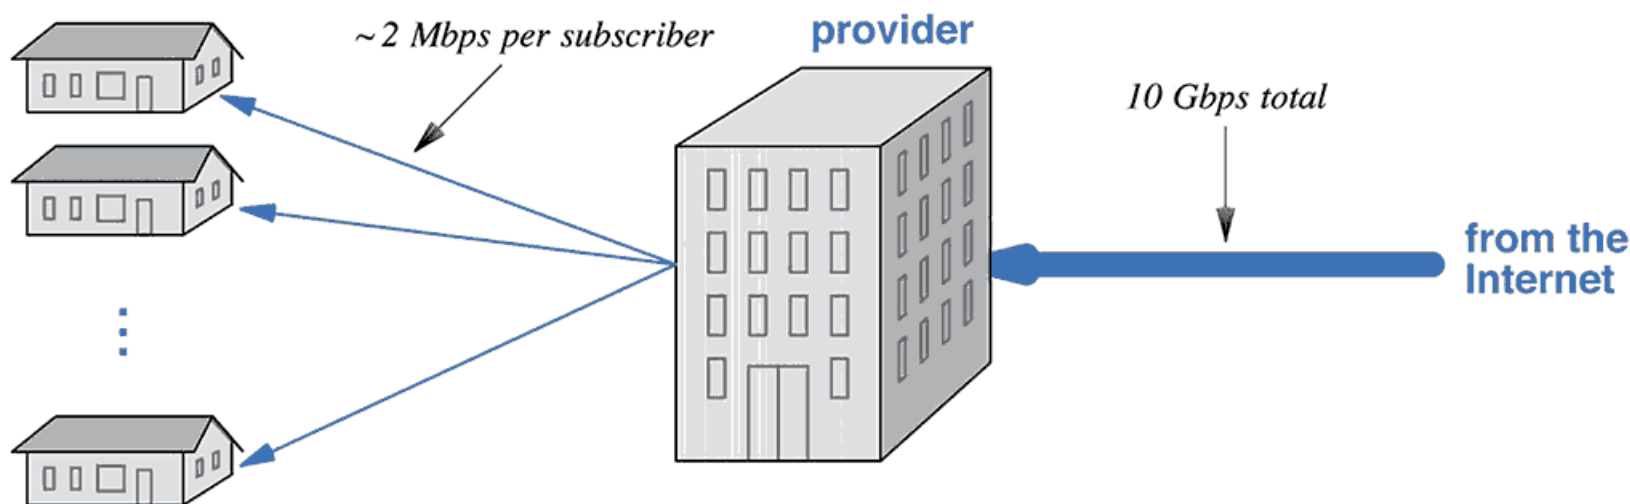 ~2 Mbps per subscriber
provider
10 Gbps total
from the
Internet